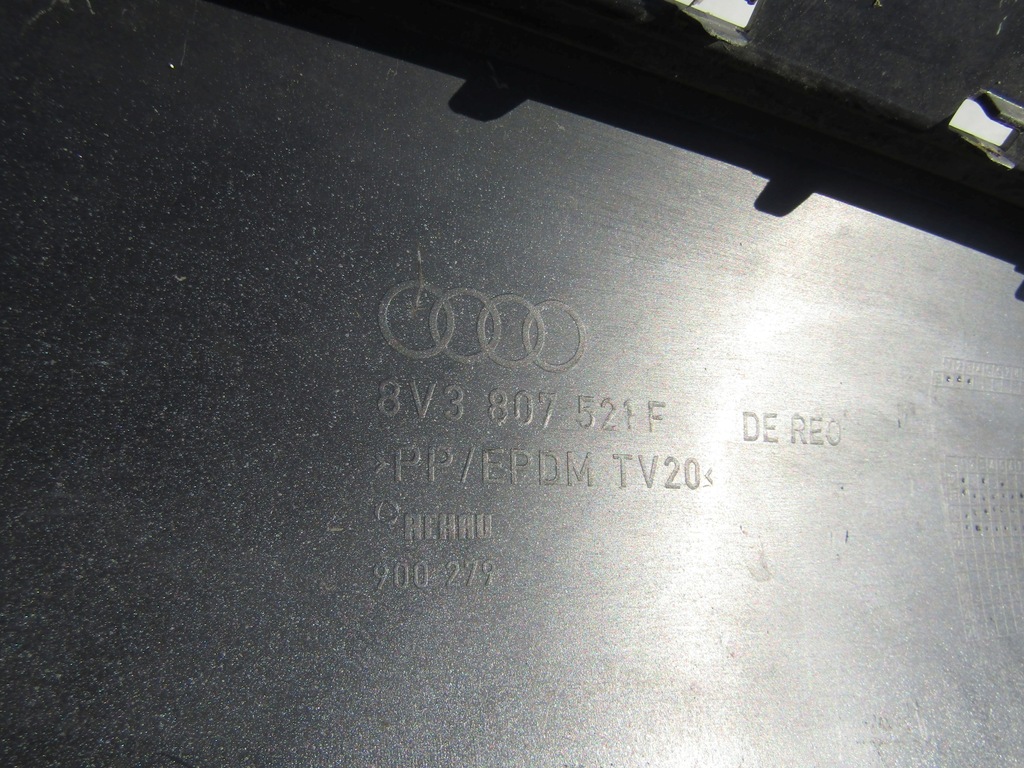 8V3 807 521 F
DE REO
>PP/EPDM TV20<
REHAU
900 279